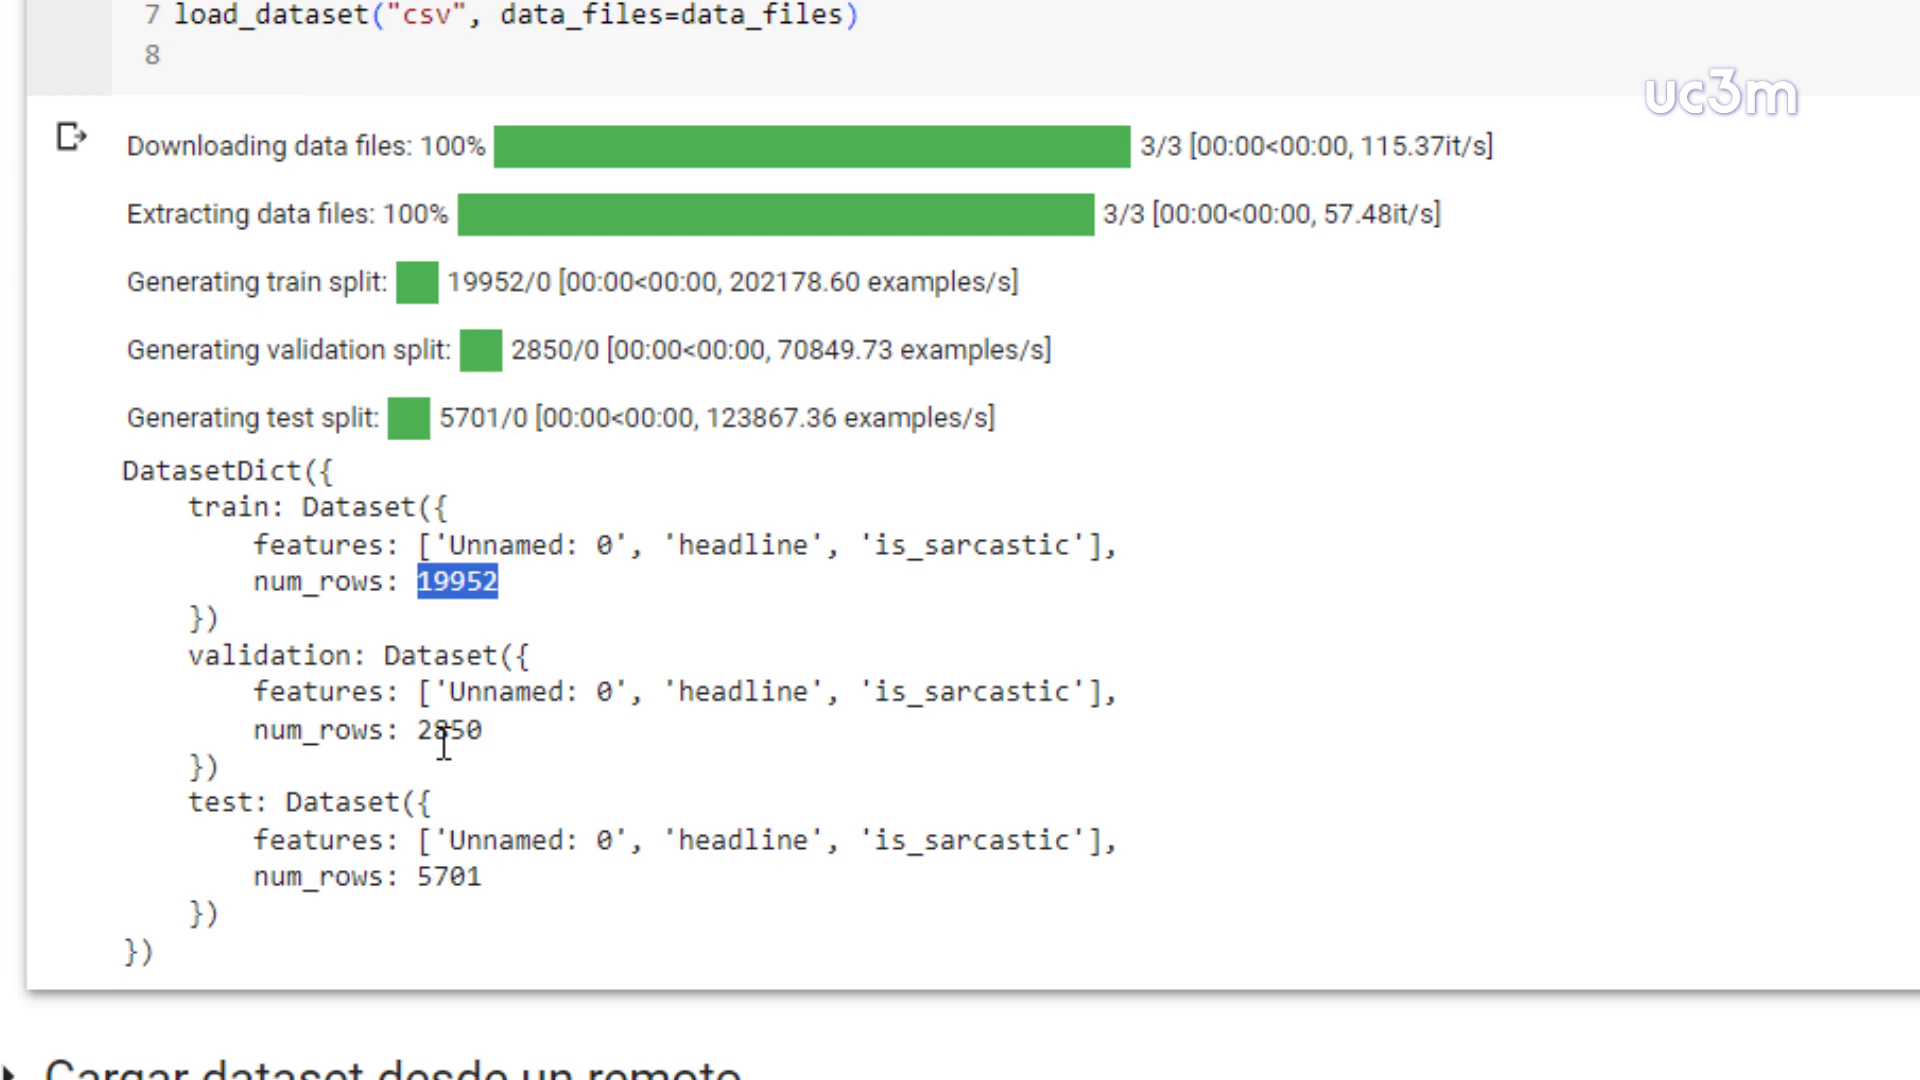 7 load_dataset("csv", data_files=data_files)
8
uc3m
Downloading data files: 100% 3/3 [00:00<00:00, 115.37it/s]
Extracting data files: 100% 3/3 [00:00<00:00, 57.48it/s]
Generating train split: 19952/0 [00:00<00:00, 202178.60 examples/s]
Generating validation split: 2850/0 [00:00<00:00, 70849.73 examples/s]
Generating test split: 5701/0 [00:00<00:00, 123867.36 examples/s]
DatasetDict({
    train: Dataset({
        features: ['Unnamed: 0', 'headline', 'is_sarcastic'],
        num_rows: 19952
    })
    validation: Dataset({
        features: ['Unnamed: 0', 'headline', 'is_sarcastic'],
        num_rows: 2850
    })
    test: Dataset({
        features: ['Unnamed: 0', 'headline', 'is_sarcastic'],
        num_rows: 5701
    })
})
Cargar dataset desde un remoto